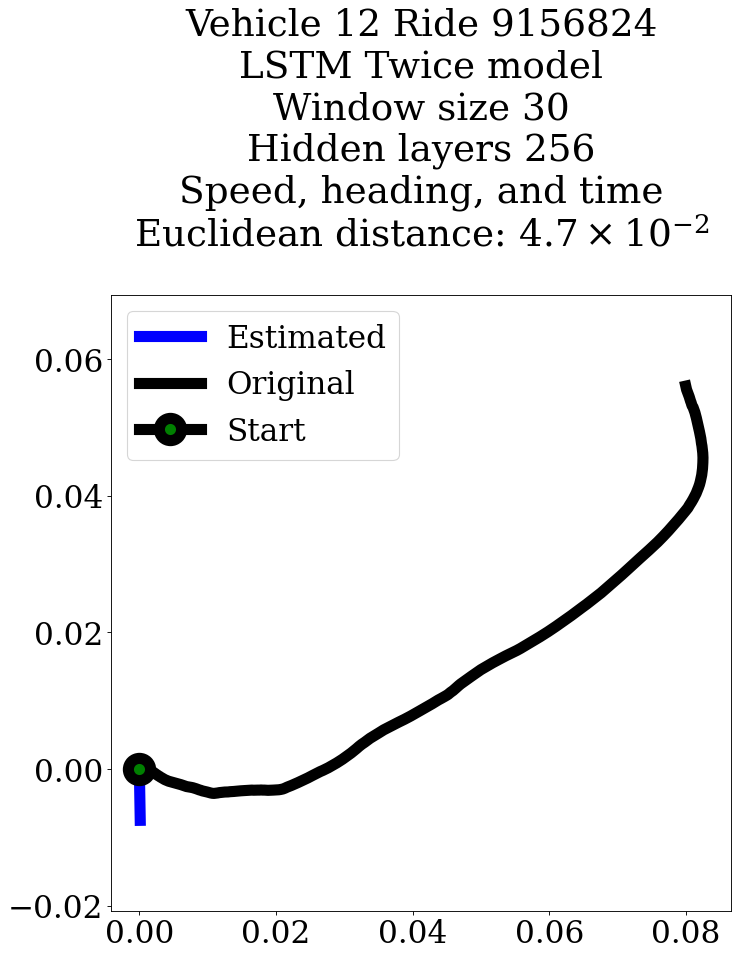 Vehicle 12 Ride 9156824
LSTM Twice model
Window size 30
Hidden layers 256
Speed, heading, and time
Euclidean distance: 4.7 × 10⁻²
Estimated
Original
Start
0.06
0.04
0.02
0.00
−0.02
0.00 0.02 0.04 0.06 0.08